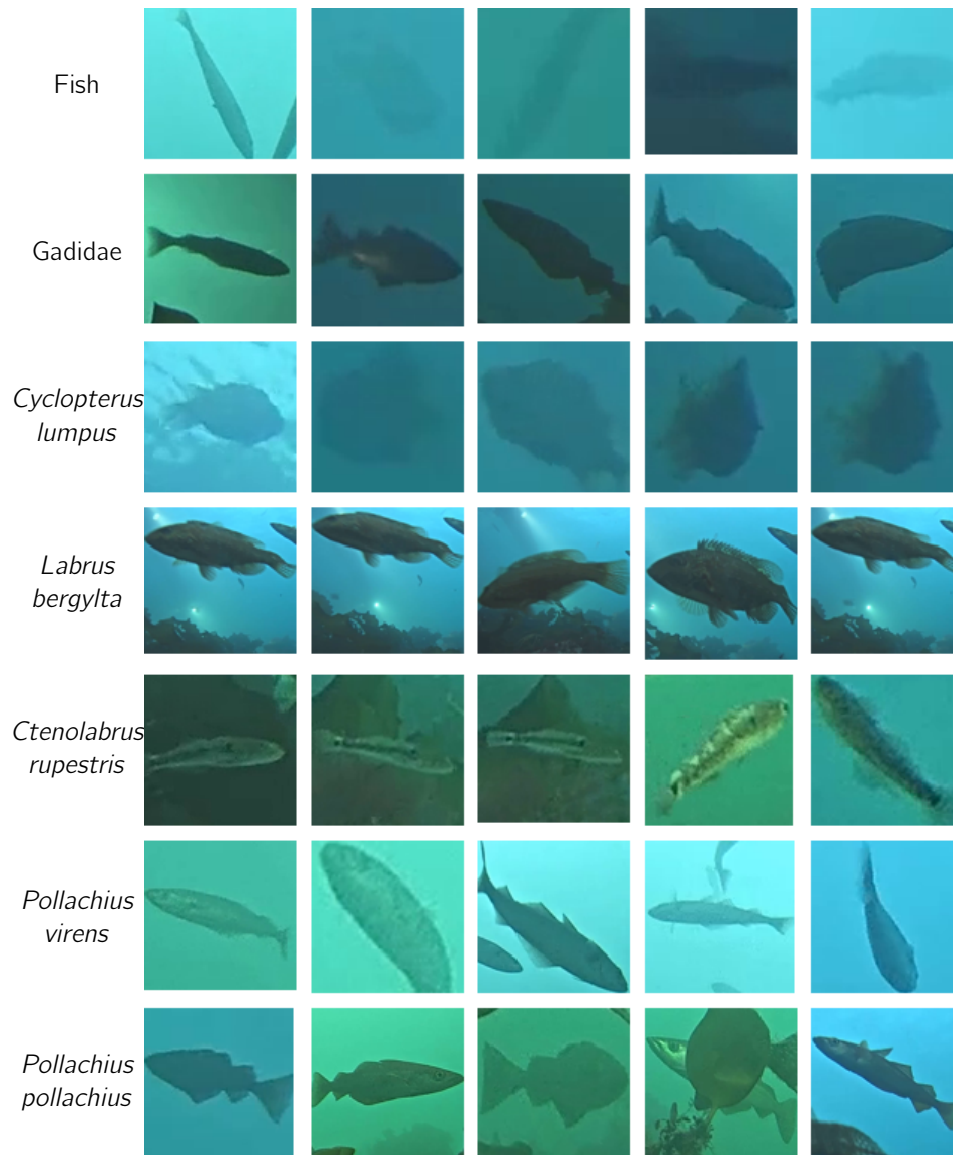 Fish
Gadidae
Cyclopterus
lumpus
Labrus
bergylta
Ctenolabrus
rupestris
Pollachius
virens
Pollachius
pollachius